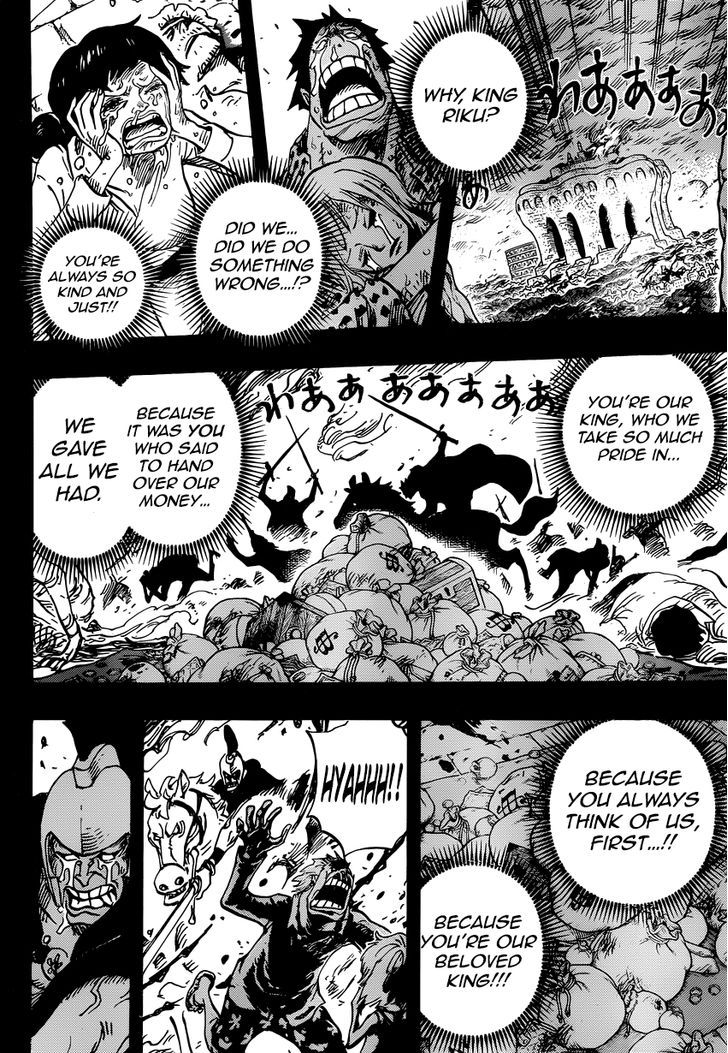 わああああ
WHY, KING
RIKU?
あ
DID WE...
DID WE DO
SOMETHING
WRONG...!?
YOU'RE
ALWAYS SO
KIND AND
JUST!!
YOU'RE OUR
KING, WHO WE
TAKE SO MUCH
PRIDE IN...
わああああああああ
BECAUSE
IT WAS YOU
WHO SAID
TO HAND
OVER OUR
MONEY...
WE
GAVE
ALL WE
HAD.
BECAUSE
YOU ALWAYS
THINK OF US,
FIRST...!!
BECAUSE
YOU'RE OUR
BELOVED
KING!!!
HYAHHH!!